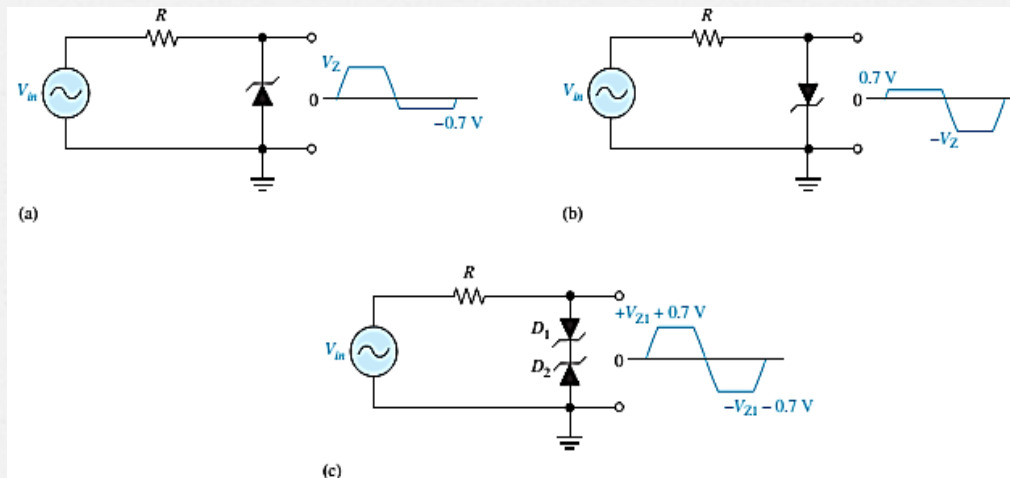 R
V_Z
V_in
0
−0.7 V
(a)
R
0.7 V
V_in
0
−V_Z
(b)
R
+V_Z1 + 0.7 V
D_1
V_in
0
D_2
−V_Z1 − 0.7 V
(c)